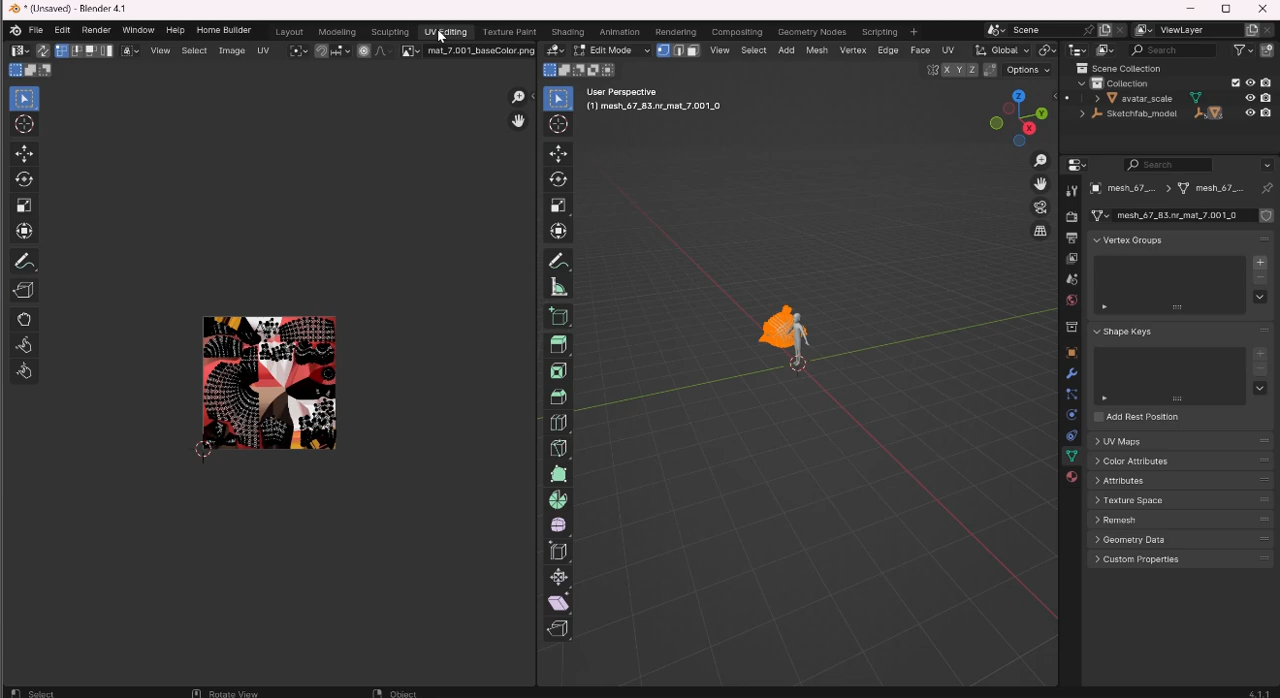 * (Unsaved) - Blender 4.1
File Edit Render Window Help Home Builder Layout Modeling Sculpting UV Editing Texture Paint Shading Animation Rendering Compositing Geometry Nodes Scripting + Scene ViewLayer
View Select Image UV mat_7.001_baseColor.png Edit Mode View Select Add Mesh Vertex Edge Face UV Global Search
X Y Z Options
Scene Collection
Collection
avatar_scale
Sketchfab_model
User Perspective
(1) mesh_67_83.nr_mat_7.001_0
Z
Y
X
Search
mesh_67_... > mesh_67_...
mesh_67_83.nr_mat_7.001_0
Vertex Groups
Shape Keys
Add Rest Position
UV Maps
Color Attributes
Attributes
Texture Space
Remesh
Geometry Data
Custom Properties
Select Rotate View Object 4.1.1